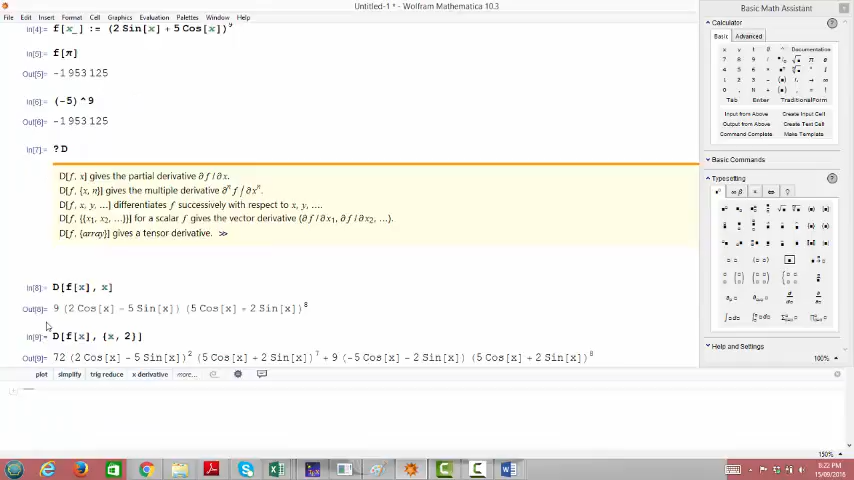 Untitled-1 * - Wolfram Mathematica 10.3
File Edit Insert Format Cell Graphics Evaluation Palettes Window Help
In[4]:= f[x_] := (2 Sin[x] + 5 Cos[x])^9
In[5]:= f[π]
Out[5]= -1 953 125
In[6]:= (-5)^9
Out[6]= -1 953 125
In[7]:= ?D
D[f, x] gives the partial derivative ∂f/∂x.
D[f, {x, n}] gives the multiple derivative ∂ⁿf/∂xⁿ.
D[f, x, y, …] differentiates f successively with respect to x, y, ….
D[f, {{x₁, x₂, …}}] for a scalar f gives the vector derivative (∂f/∂x₁, ∂f/∂x₂, …).
D[f, {array}] gives a tensor derivative. ≫
In[8]:= D[f[x], x]
Out[8]= 9 (2 Cos[x] - 5 Sin[x]) (5 Cos[x] + 2 Sin[x])^8
In[9]:= D[f[x], {x, 2}]
Out[9]= 72 (2 Cos[x] - 5 Sin[x])^2 (5 Cos[x] + 2 Sin[x])^7 + 9 (-5 Cos[x] - 2 Sin[x]) (5 Cos[x] + 2 Sin[x])^8
plot simplify trig reduce x derivative more...
150%
Basic Math Assistant
Calculator
Basic Advanced
Documentation
7 8 9
4 5 6
Tab Enter TraditionalForm
Input from Above Create Input Cell
Output from Above Create Text Cell
Command Complete Make Template
Basic Commands
Typesetting
Help and Settings
100%
8:22 PM
15/09/2016